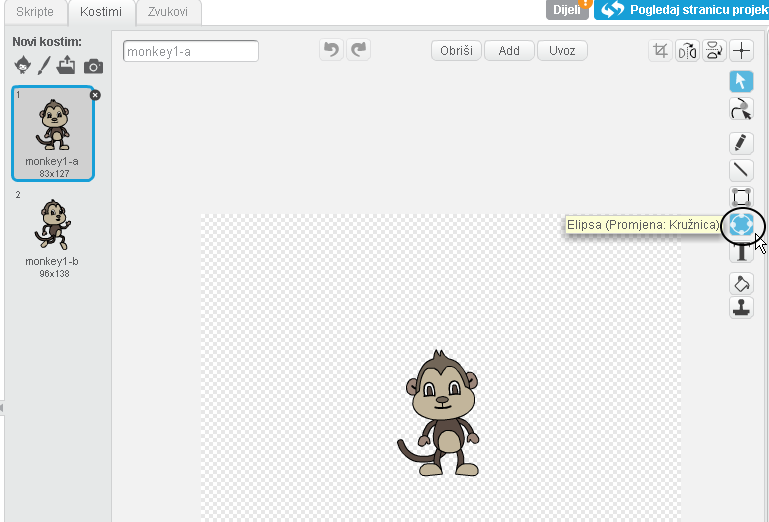 Skripte
Kostimi
Zvukovi
Dijeli
Pogledaj stranicu projek
Novi kostim:
monkey1-a
Obriši
Add
Uvoz
1
monkey1-a
83x127
2
monkey1-b
96x138
Elipsa (Promjena: Kružnica)
T